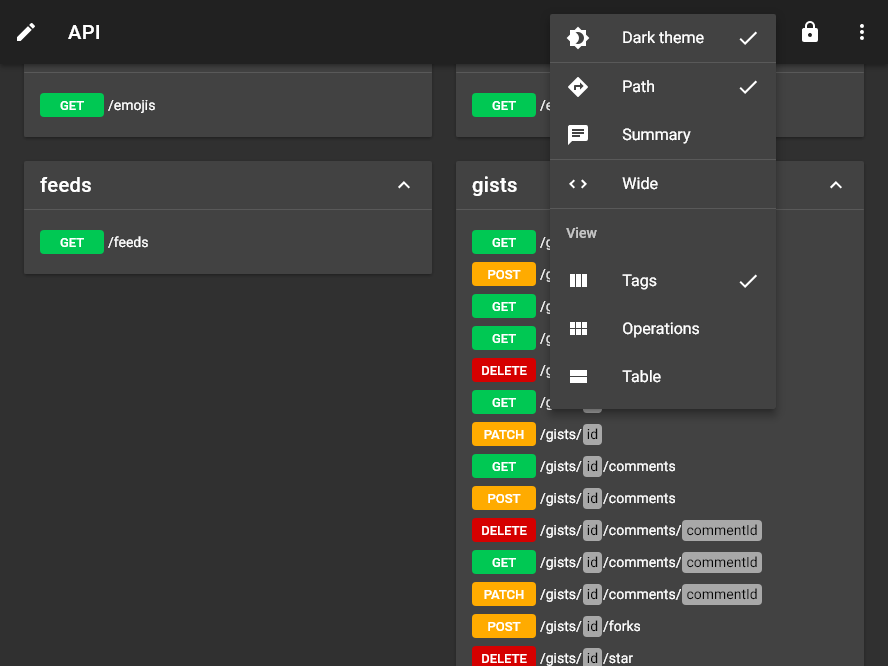 API
GET /emojis
GET
feeds
GET /feeds
Dark theme
Path
Summary
Wide
View
Tags
Operations
Table
gists
GET
POST
GET
GET
DELETE
GET
PATCH /gists/ id
GET /gists/ id /comments
POST /gists/ id /comments
DELETE /gists/ id /comments/ commentId
GET /gists/ id /comments/ commentId
PATCH /gists/ id /comments/ commentId
POST /gists/ id /forks
DELETE /gists/ id /star